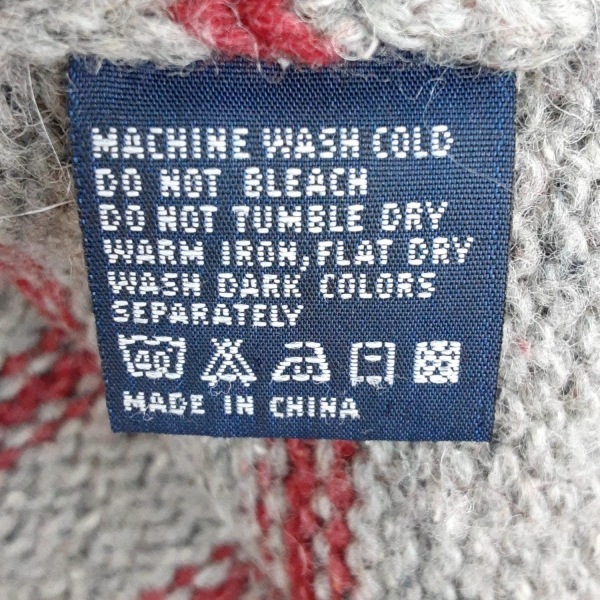 MACHINE WASH COLD
DO NOT BLEACH
DO NOT TUMBLE DRY
WARM IRON, FLAT DRY
WASH DARK COLORS
SEPARATELY
40
MADE IN CHINA